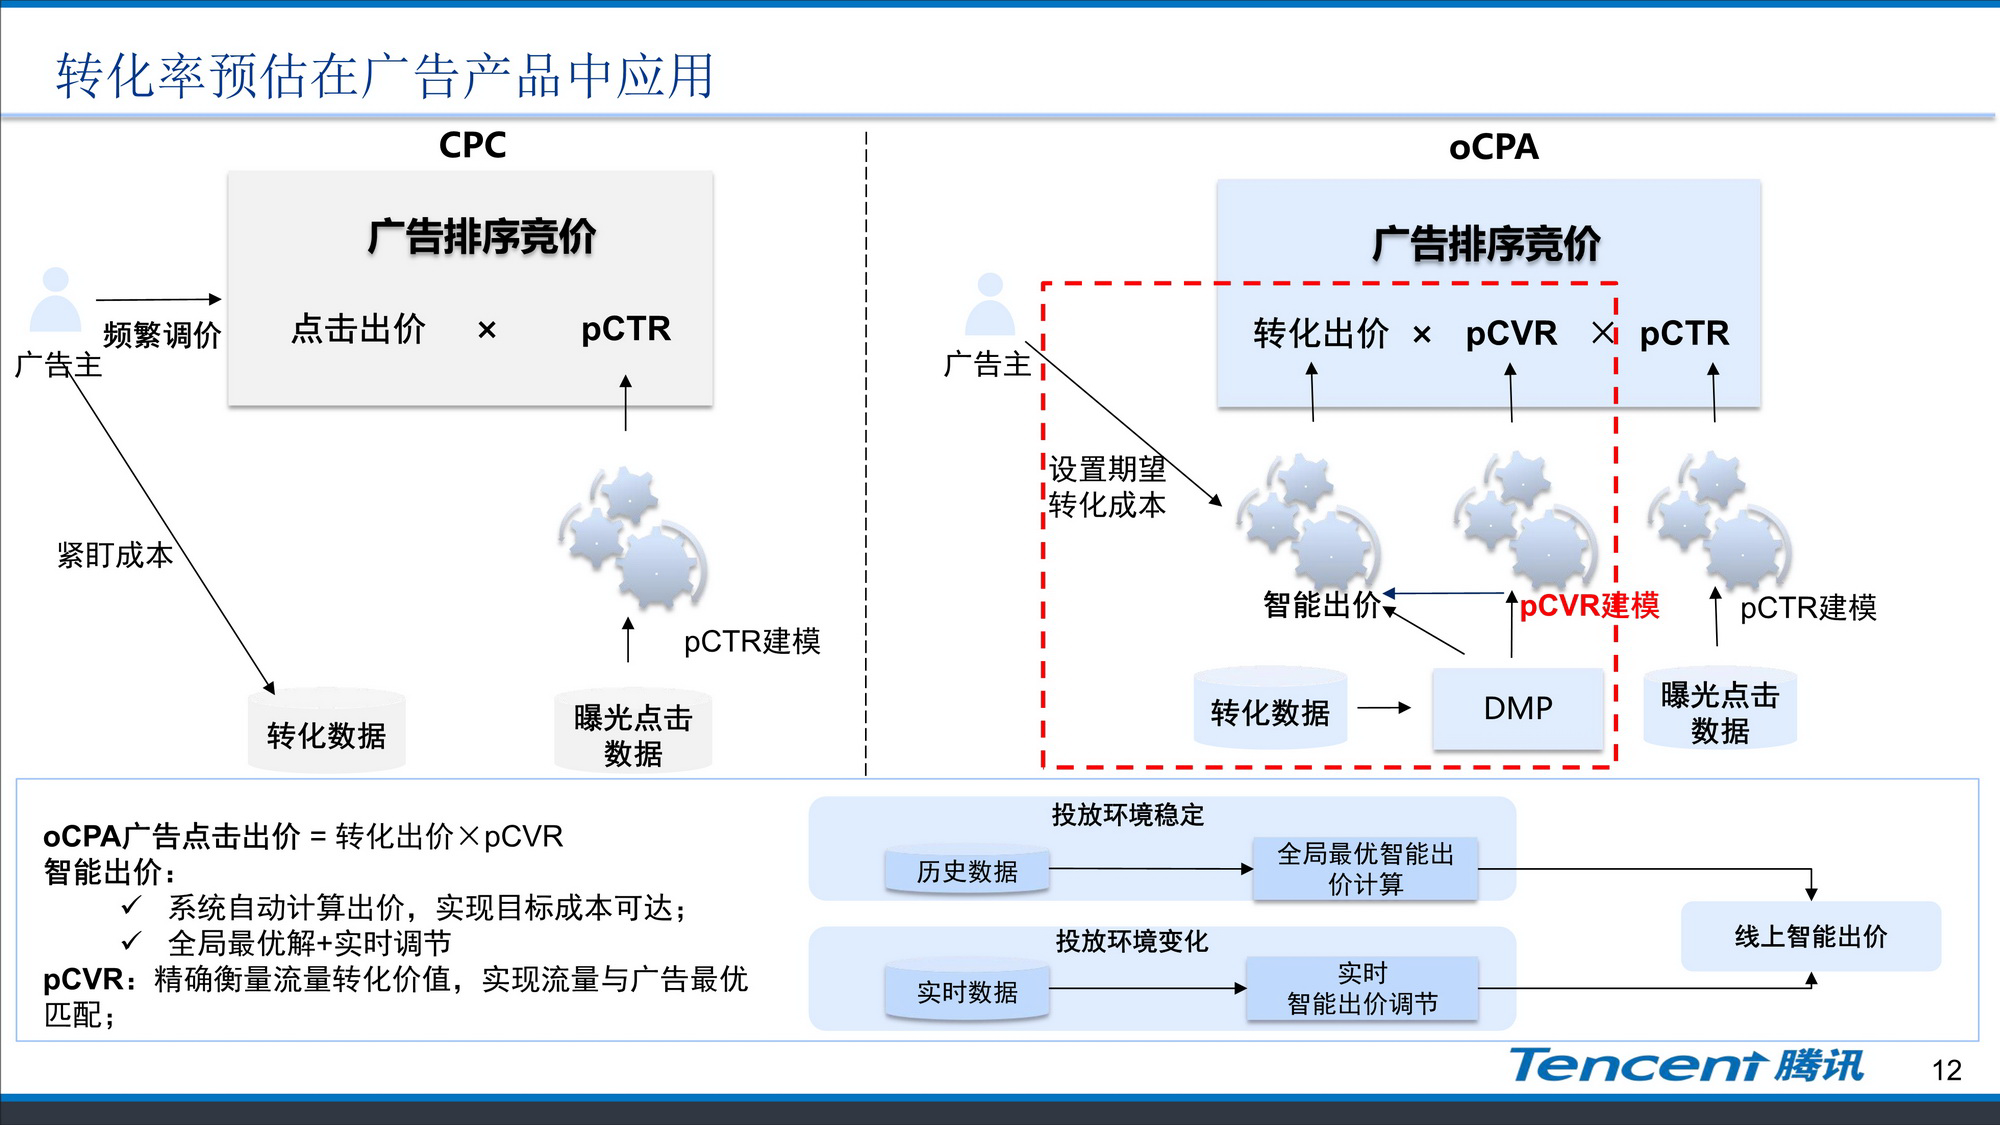 转化率预估在广告产品中应用
CPC
广告排序竞价
点击出价 × pCTR
广告主
频繁调价
紧盯成本
pCTR建模
转化数据
曝光点击
数据
oCPA
广告排序竞价
转化出价 × pCVR × pCTR
广告主
设置期望
转化成本
智能出价
pCVR建模
pCTR建模
转化数据
DMP
曝光点击
数据
oCPA广告点击出价 = 转化出价×pCVR
智能出价：
✓ 系统自动计算出价，实现目标成本可达；
✓ 全局最优解+实时调节
pCVR：精确衡量流量转化价值，实现流量与广告最优
匹配；
投放环境稳定
历史数据
全局最优智能出
价计算
投放环境变化
实时数据
实时
智能出价调节
线上智能出价
Tencent 腾讯
12